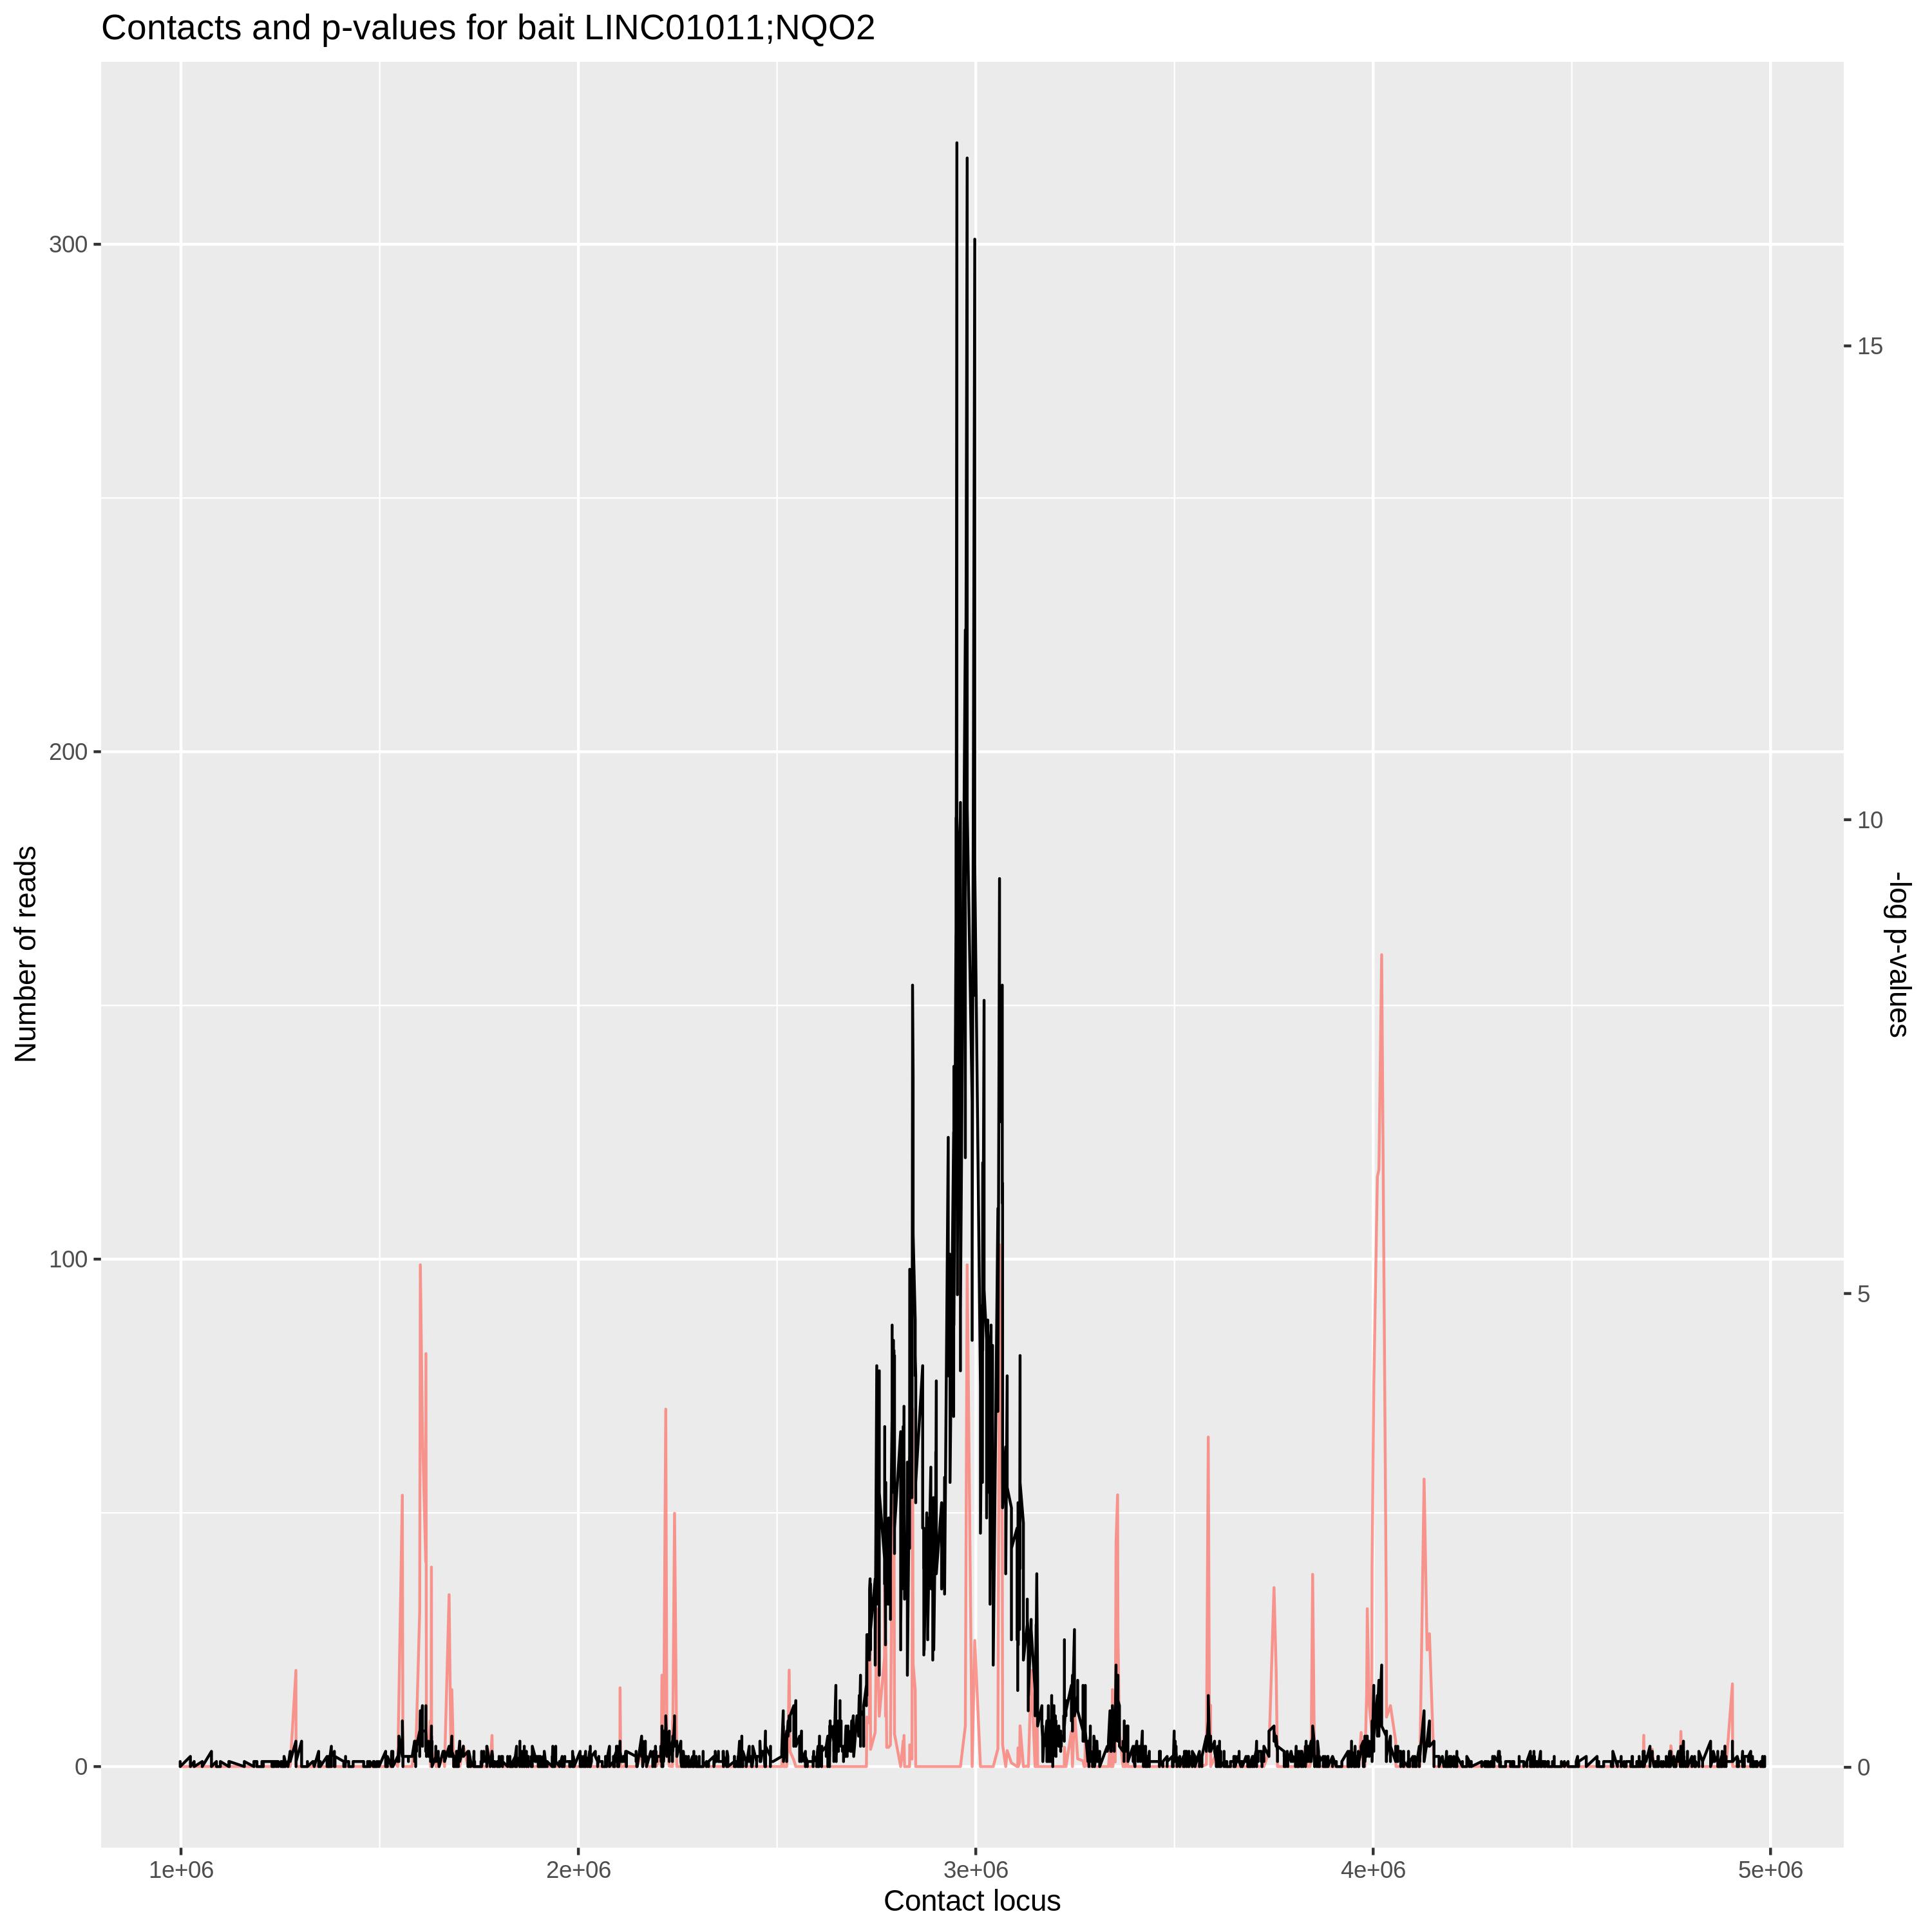 Contacts and p-values for bait LINC01011;NQO2
300
200
100
0
Number of reads
15
10
5
0
-log p-values
1e+06 2e+06 3e+06 4e+06 5e+06
Contact locus